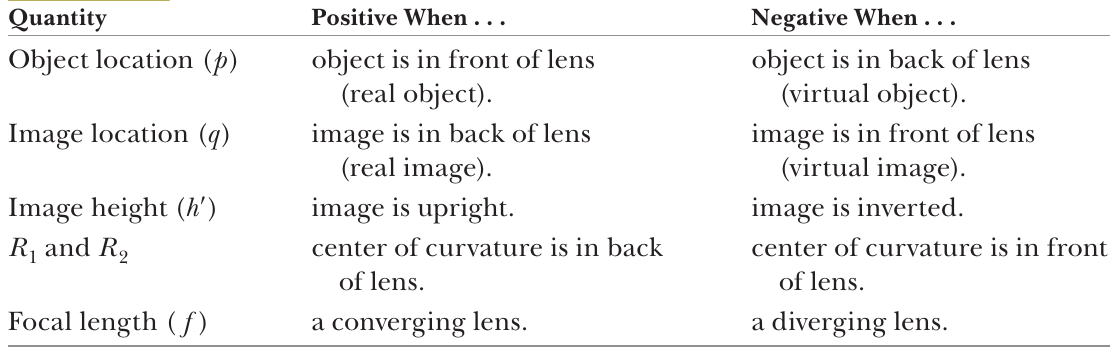 Quantity Positive When . . . Negative When . . .
Object location (p) object is in front of lens object is in back of lens
(real object). (virtual object).
Image location (q) image is in back of lens image is in front of lens
(real image). (virtual image).
Image height (h′) image is upright. image is inverted.
R₁ and R₂ center of curvature is in back center of curvature is in front
of lens. of lens.
Focal length (f) a converging lens. a diverging lens.